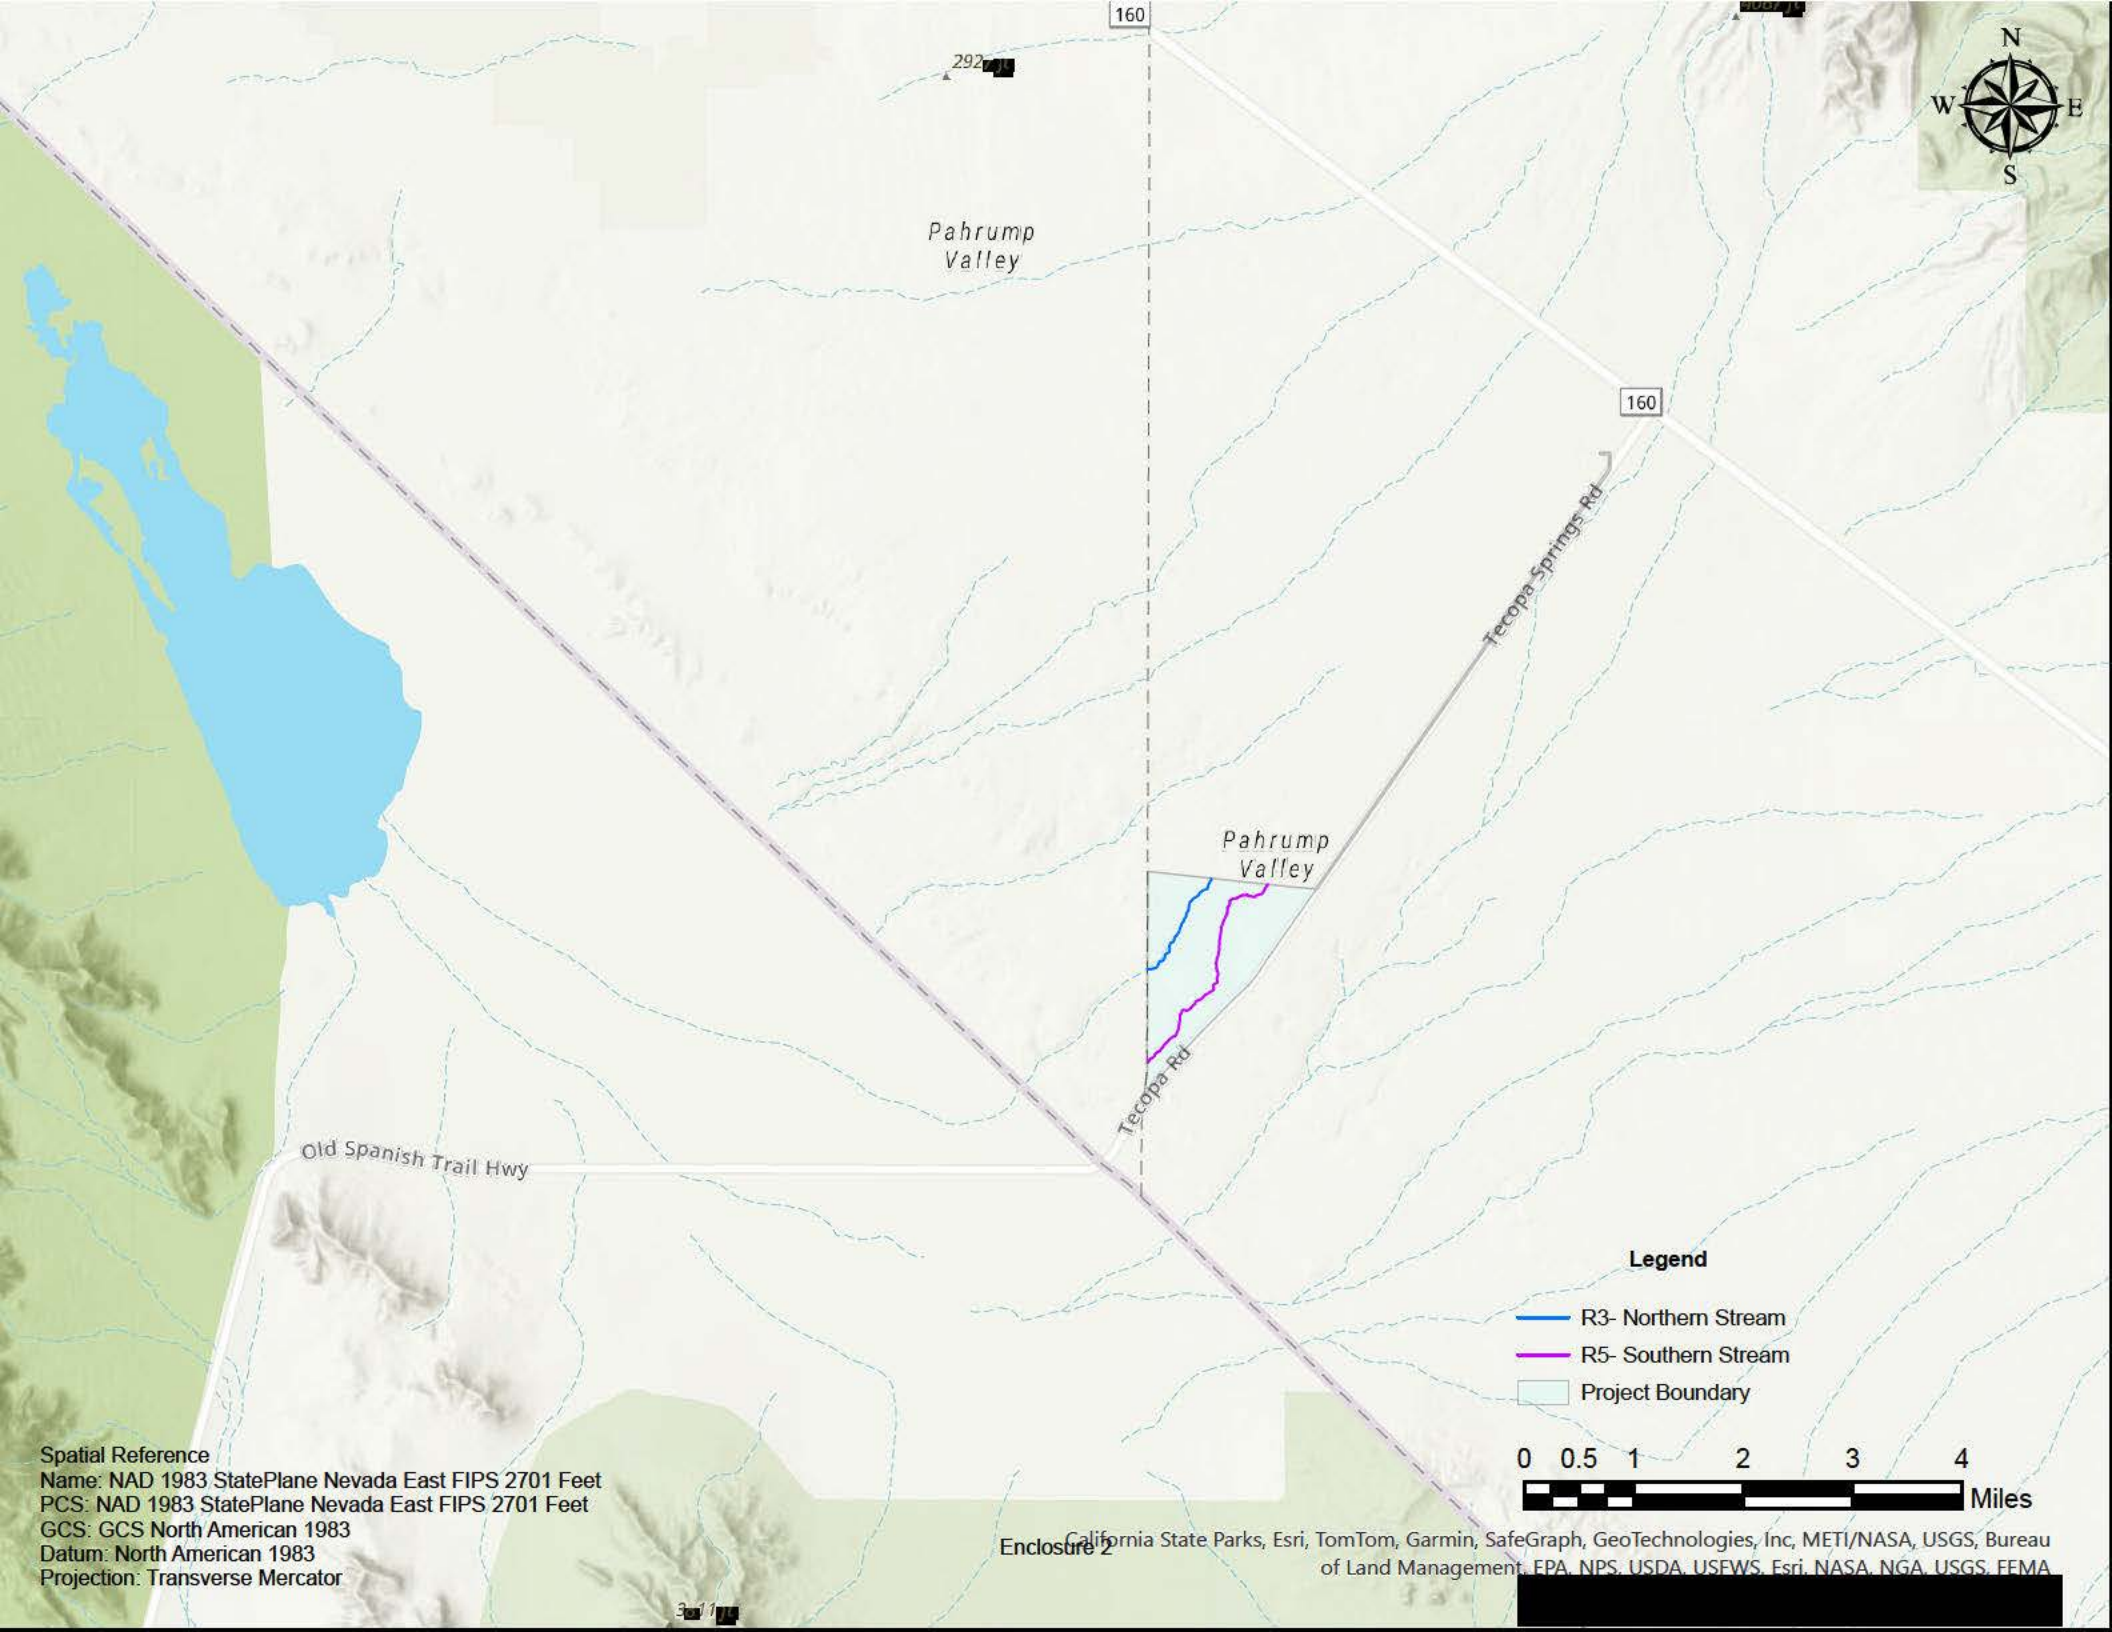 160
N
W
E
S
Pahrump
Valley
160
Tecopa Springs Rd
Pahrump
Valley
Tecopa Rd
Old Spanish Trail Hwy
Legend
R3- Northern Stream
R5- Southern Stream
Project Boundary
0 0.5 1 2 3 4
Miles
Spatial Reference
Name: NAD 1983 StatePlane Nevada East FIPS 2701 Feet
PCS: NAD 1983 StatePlane Nevada East FIPS 2701 Feet
GCS: GCS North American 1983
Datum: North American 1983
Projection: Transverse Mercator
Enclosure 2
California State Parks, Esri, TomTom, Garmin, SafeGraph, GeoTechnologies, Inc, METI/NASA, USGS, Bureau
of Land Management, EPA, NPS, USDA, USFWS, Esri, NASA, NGA, USGS, FEMA